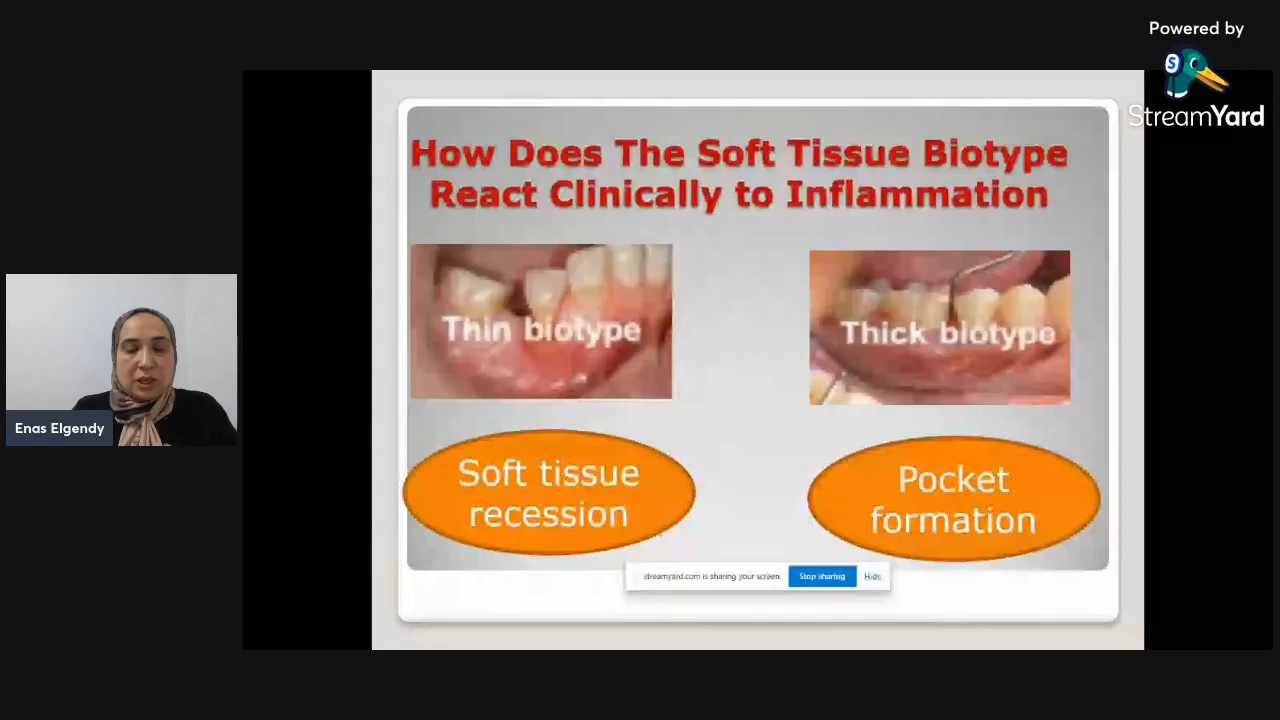 Powered by
StreamYard
How Does The Soft Tissue Biotype
React Clinically to Inflammation
Thin biotype
Thick biotype
Soft tissue
recession
Pocket
formation
Enas Elgendy
streamyard.com is sharing your screen.
Stop sharing
Hide